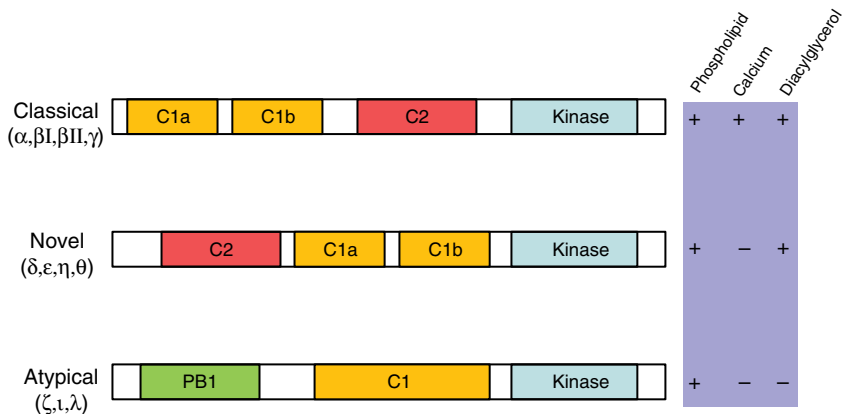 Phospholipid
Calcium
Diacylglycerol
Classical
(α,βI,βII,γ)
C1a C1b C2 Kinase + + +
Novel
(δ,ε,η,θ)
C2 C1a C1b Kinase + − +
Atypical
(ζ,ι,λ)
PB1 C1 Kinase + − −